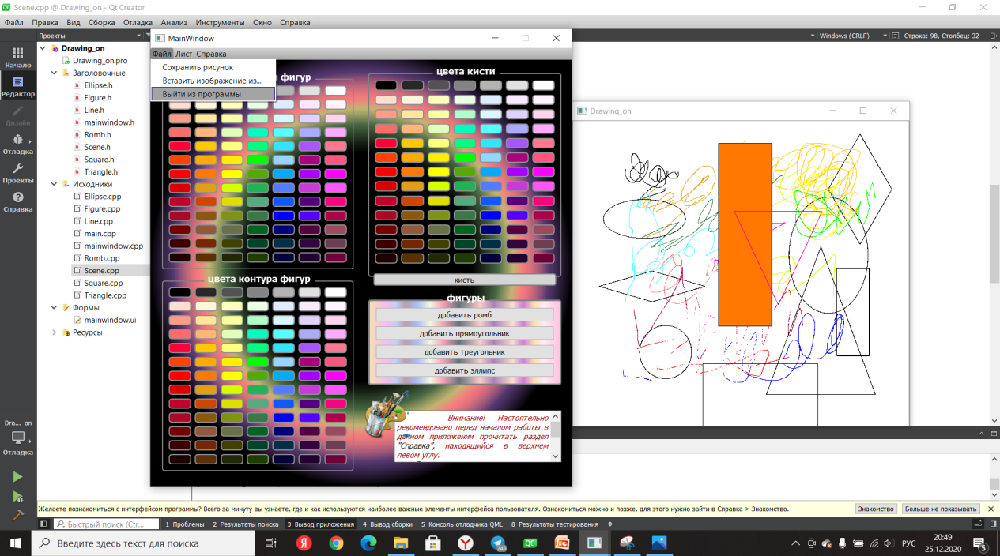 Scene.cpp @ Drawing_on - Qt Creator
Файл Правка Вид Сборка Отладка Анализ Инструменты Окно Справка
Проекты
Windows (CRLF)
Строка: 98, Столбец: 32
Начало
Редактор
Дизайн
Отладка
Проекты
Справка
Dra..._on
Отладка
Drawing_on
Drawing_on.pro
Заголовочные
Ellipse.h
Figure.h
Line.h
mainwindow.h
Romb.h
Scene.h
Square.h
Triangle.h
Исходники
Ellipse.cpp
Figure.cpp
Line.cpp
main.cpp
mainwindow.cpp
Romb.cpp
Scene.cpp
Square.cpp
Triangle.cpp
Формы
mainwindow.ui
Ресурсы
MainWindow
Файл Лист Справка
Сохранить рисунок
Вставить изображение из...
Выйти из программы
фигур
цвета кисти
кисть
цвета контура фигур
фигуры
добавить ромб
добавить прямоугольник
добавить треугольник
добавить эллипс
Внимание! Настоятельно
рекомендовано перед началом работы в
данном приложении прочитать раздел
"Справка", находящийся в верхнем
левом углу.
Drawing_on
Желаете познакомиться с интерфейсом программы? Всего за минуту вы узнаете, где и как используются наиболее важные элементы интерфейса пользователя. Ознакомиться можно и позже, для этого нужно зайти в Справка > Знакомство.
Знакомство
Больше не показывать
Быстрый поиск (Ctr...
1 Проблемы 2 Результаты поиска 3 Вывод приложения 4 Вывод сборки 5 Консоль отладчика QML 8 Результаты тестирования
Введите здесь текст для поиска
245
РУС
20:49
25.12.2020
5